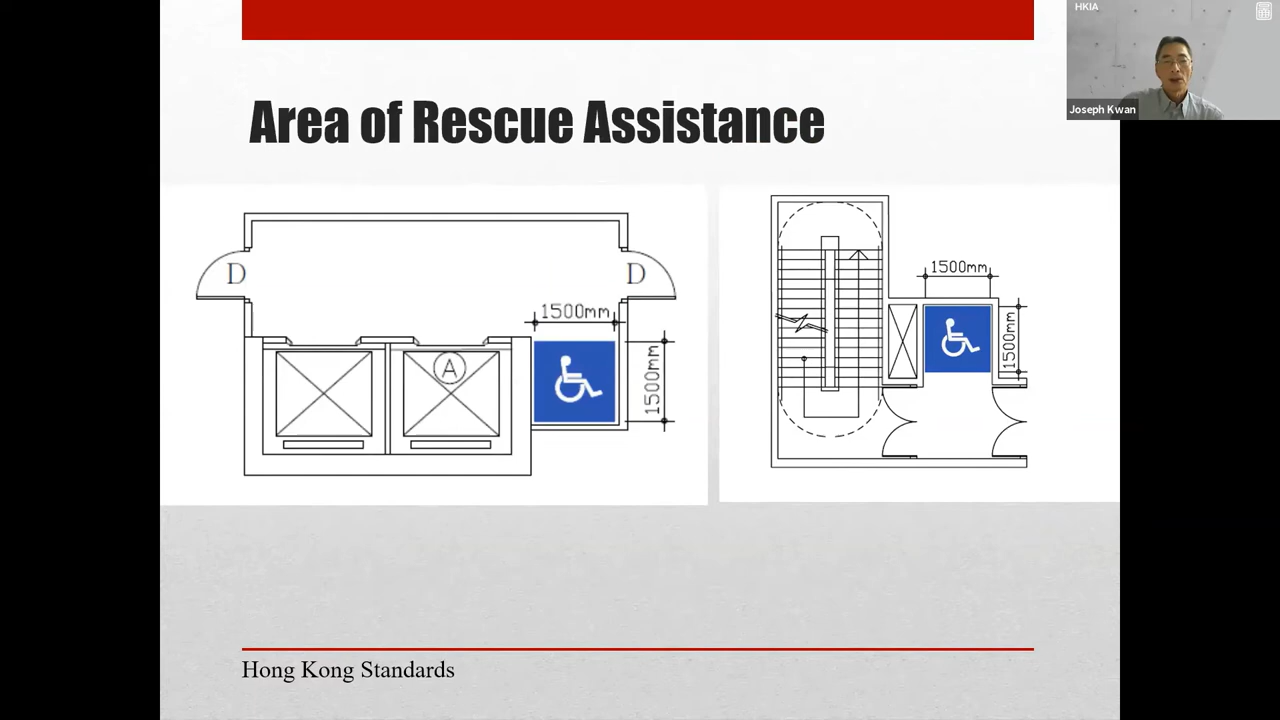 HKIA
Joseph Kwan
Area of Rescue Assistance
D
D
1500mm
1500mm
A
1500mm
1500mm
Hong Kong Standards